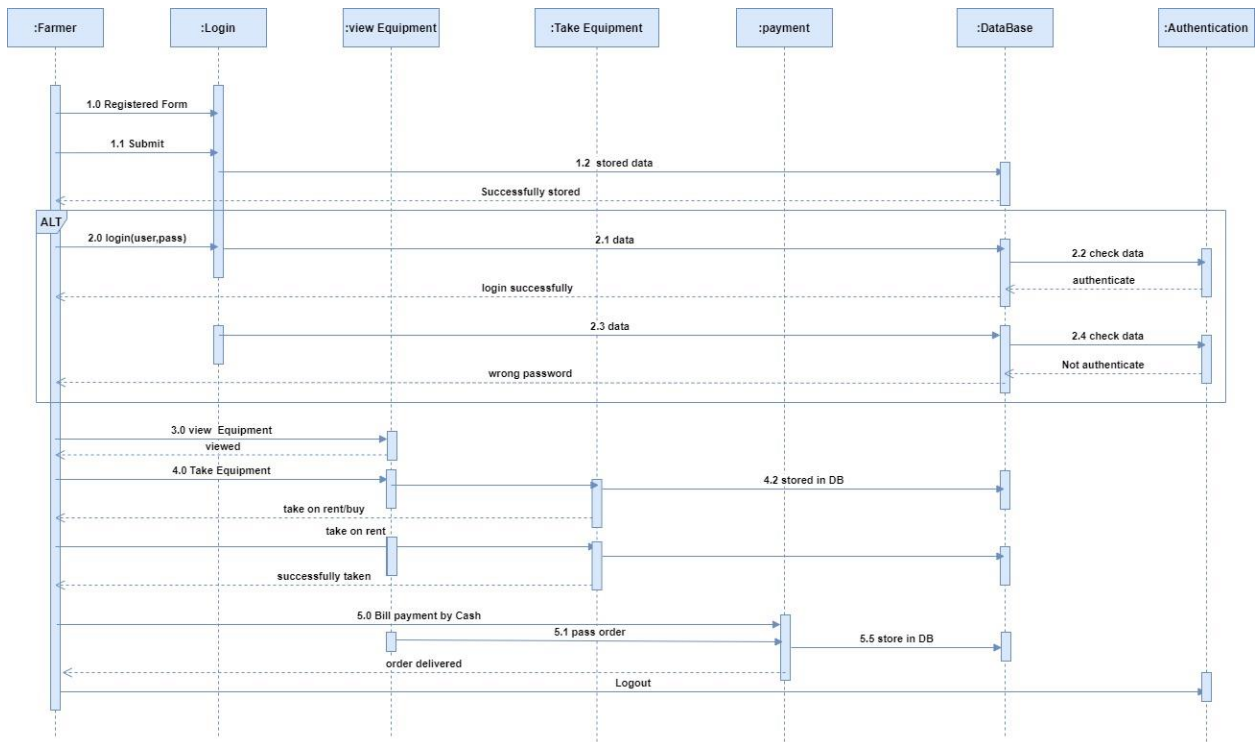 :Farmer
:Login
:view Equipment
:Take Equipment
:payment
:DataBase
:Authentication
1.0 Registered Form
1.1 Submit
1.2 stored data
Successfully stored
ALT
2.0 login(user,pass)
2.1 data
2.2 check data
authenticate
login successfully
2.3 data
2.4 check data
Not authenticate
wrong password
3.0 view Equipment
viewed
4.0 Take Equipment
4.2 stored in DB
take on rent/buy
take on rent
successfully taken
5.0 Bill payment by Cash
5.1 pass order
5.5 store in DB
order delivered
Logout